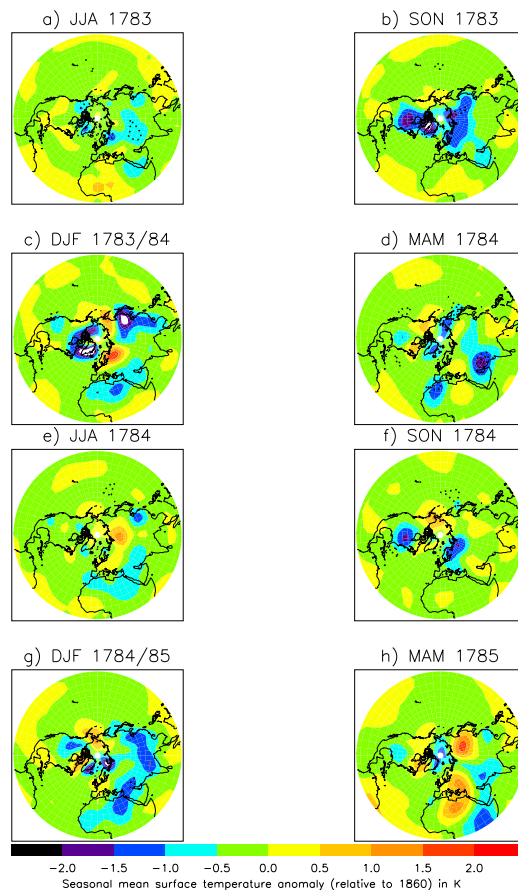 a) JJA 1783
b) SON 1783
c) DJF 1783/84
d) MAM 1784
e) JJA 1784
f) SON 1784
g) DJF 1784/85
h) MAM 1785
−2.0 −1.5 −1.0 −0.5 0.0 0.5 1.0 1.5 2.0
Seasonal mean surface temperature anomaly (relative to 1860) in K